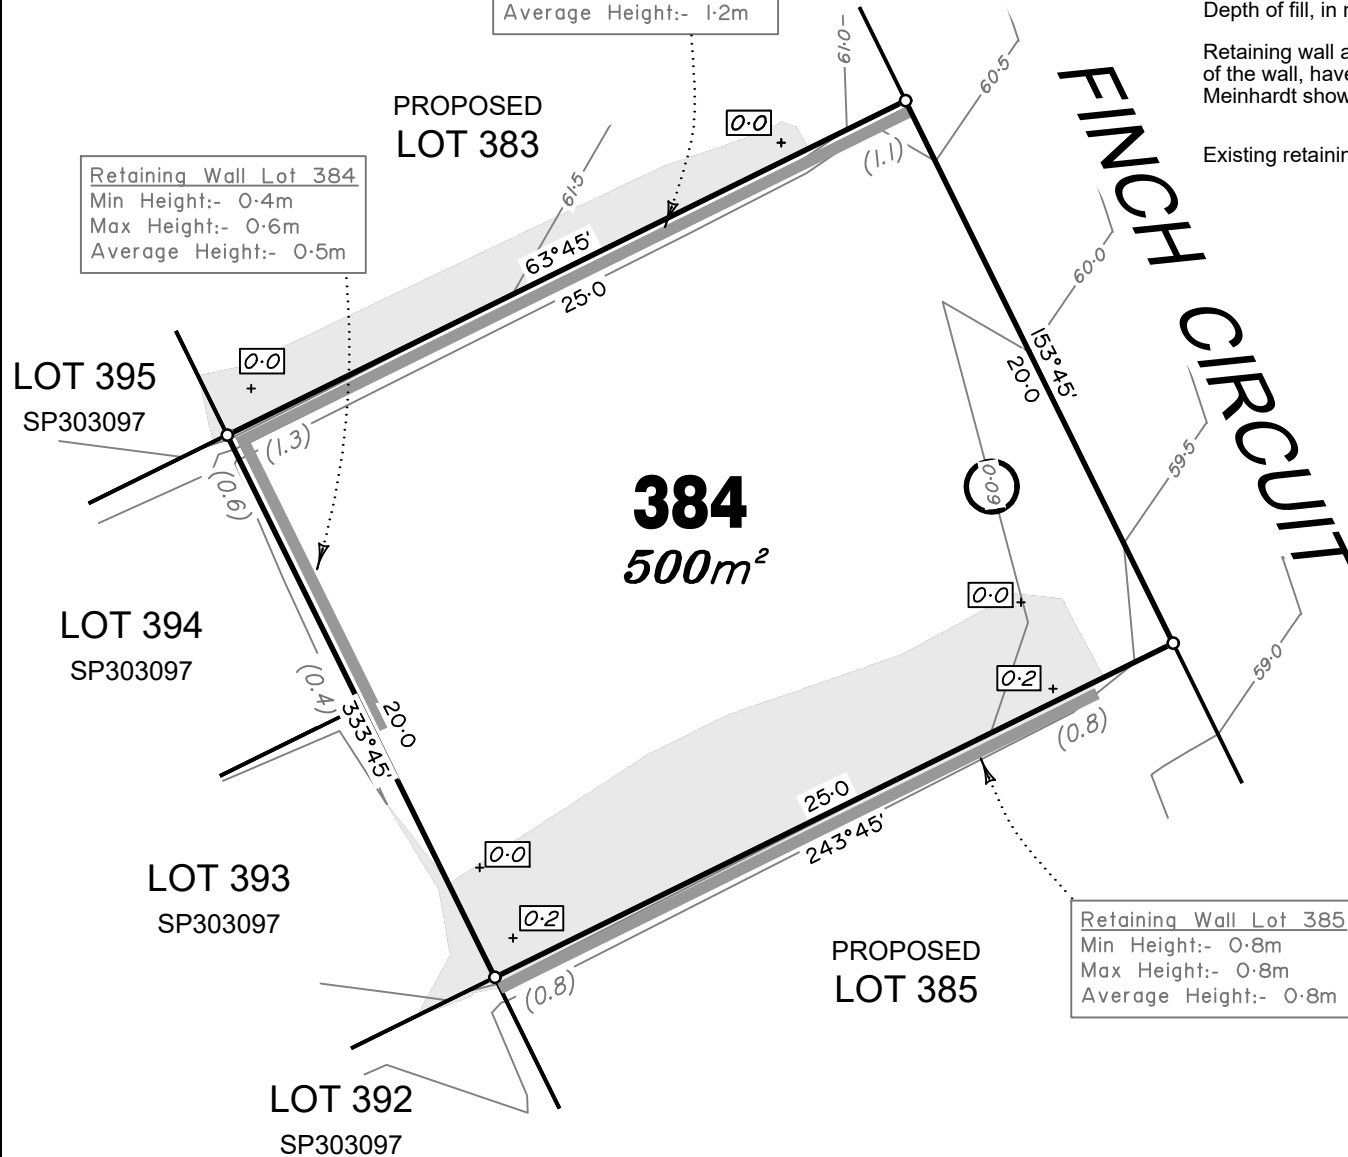 Average Height:- 1·2m
Depth of fill, in
Retaining wall
of the wall, have
Meinhardt
Existing
PROPOSED
LOT 383
Retaining Wall Lot 384
Min Height:- 0·4m
Max Height:- 0·6m
Average Height:- 0·5m
61·0
60·5
0·0
(1.1)
61·5
63°45'
25·0
FINCH CIRCUIT
60·0
153°45'
20·0
LOT 395
SP303097
0·0
(1.3)
(0.6)
59·5
60·0
384
500m²
LOT 394
SP303097
(0.4)
333°45'
20·0
0·0
0·2
59·0
(0.8)
25·0
243°45'
LOT 393
SP303097
0·0
0·2
(0.8)
PROPOSED
LOT 385
Retaining Wall Lot 385
Min Height:- 0·8m
Max Height:- 0·8m
Average Height:- 0·8m
LOT 392
SP303097